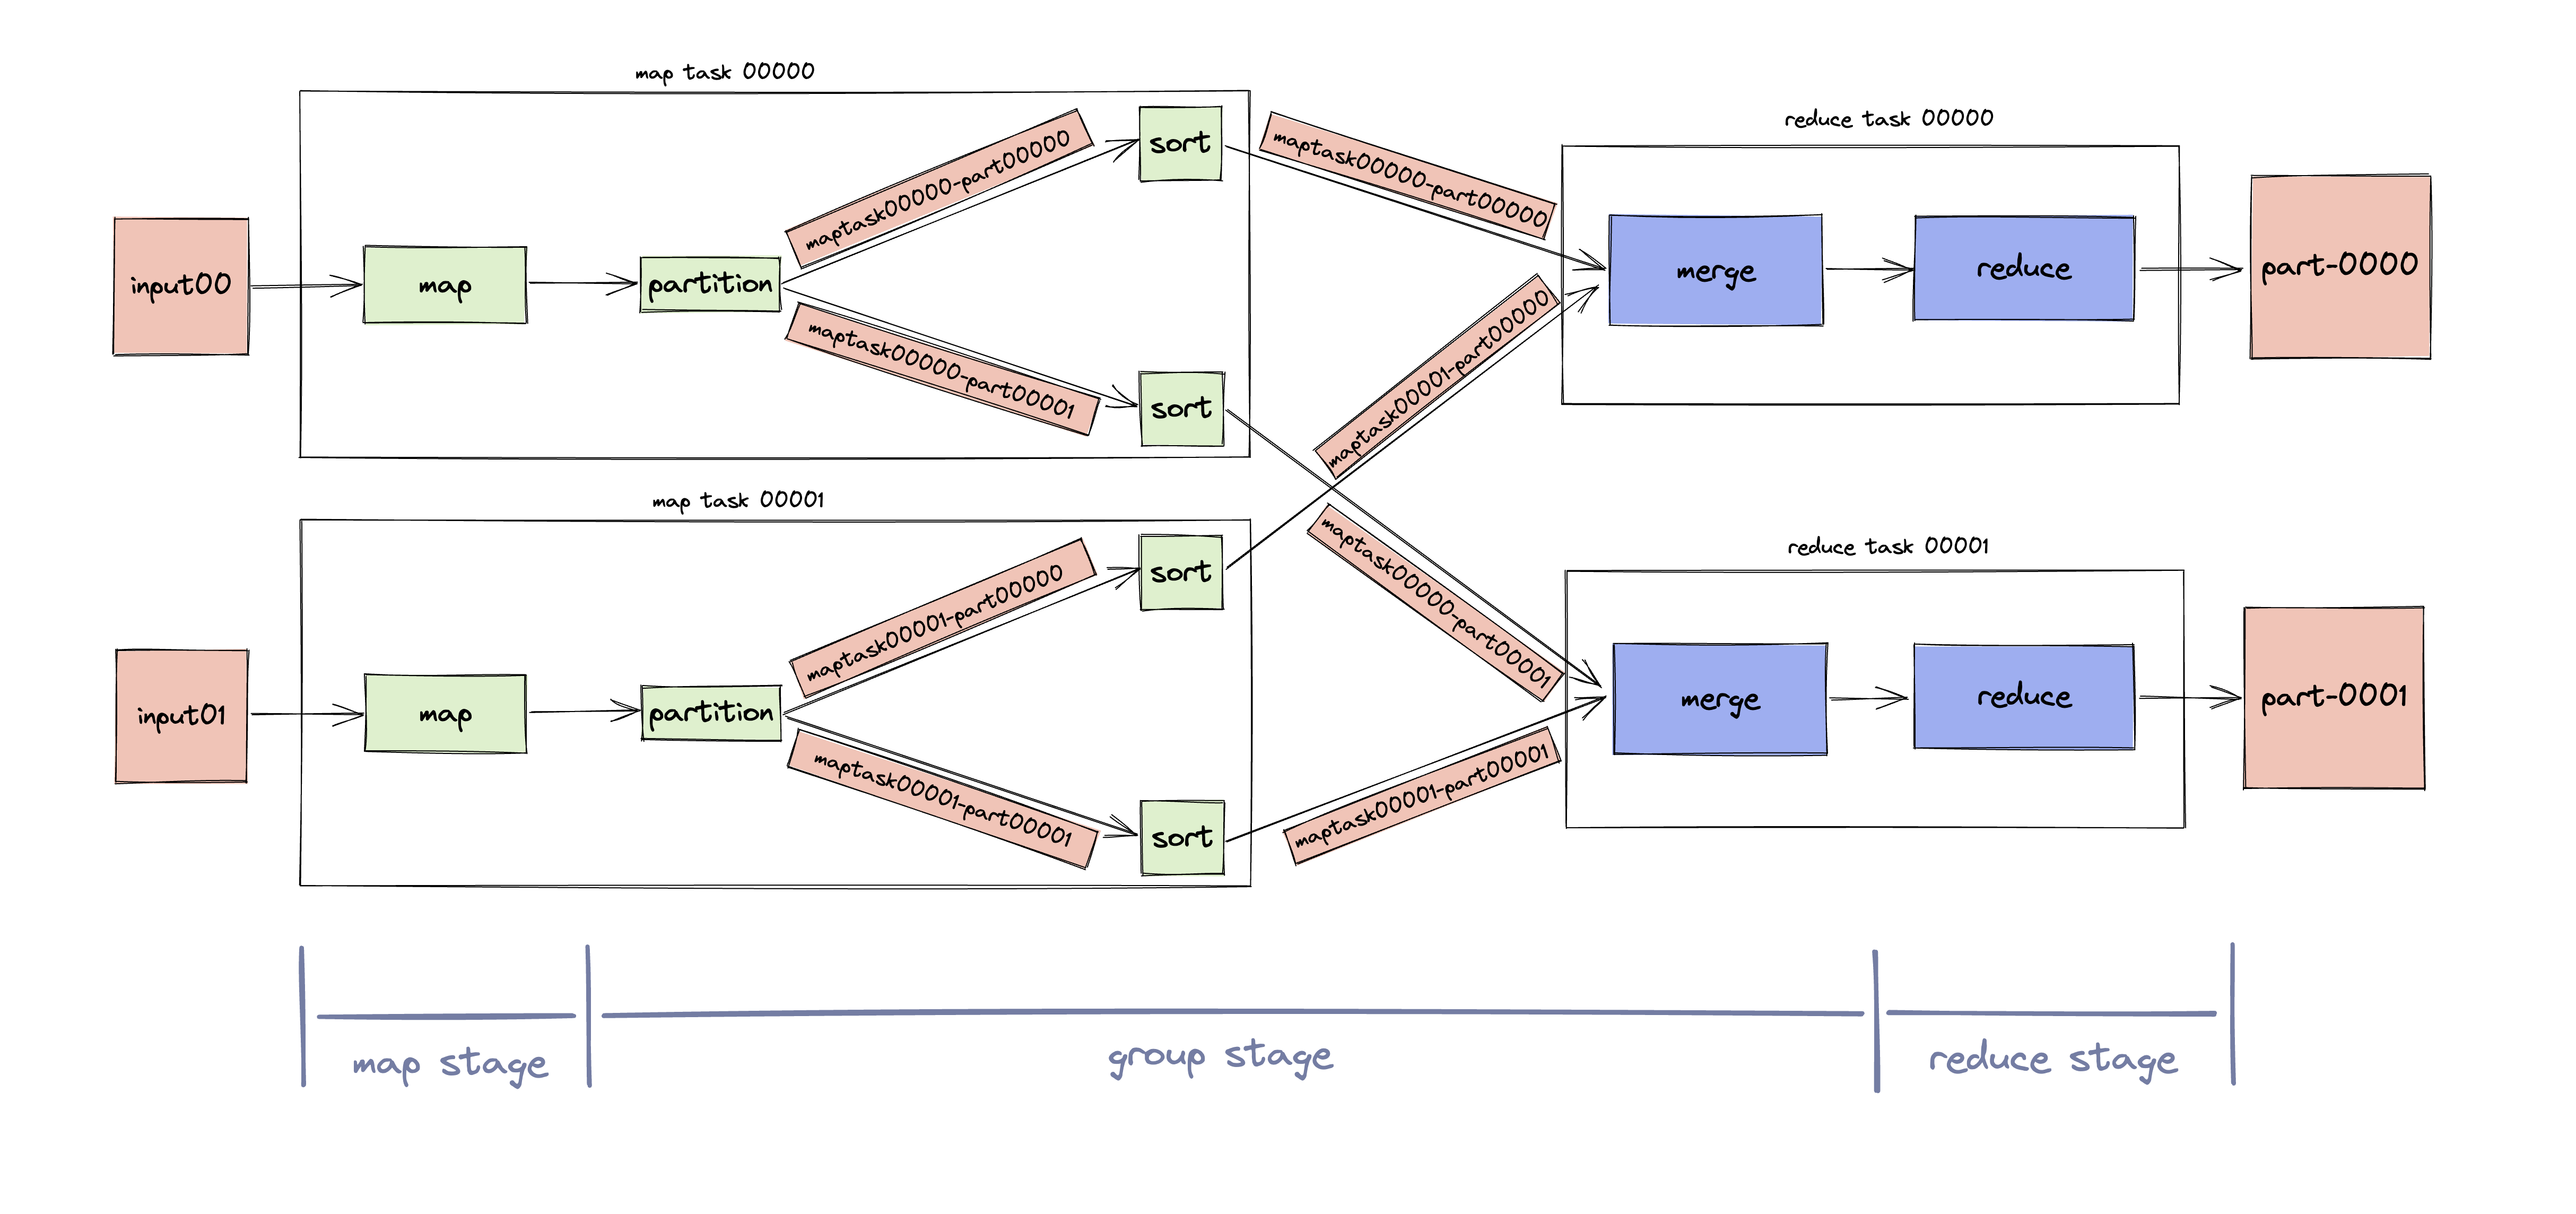 map task 00000
input00
map
partition
maptask00000-part00000
maptask00000-part00001
sort
sort
map task 00001
input01
map
partition
maptask00001-part00000
maptask00001-part00001
sort
sort
maptask00000-part00000
maptask00001-part00000
maptask00000-part00001
maptask00001-part00001
reduce task 00000
merge
reduce
part-0000
reduce task 00001
merge
reduce
part-0001
map stage
group stage
reduce stage